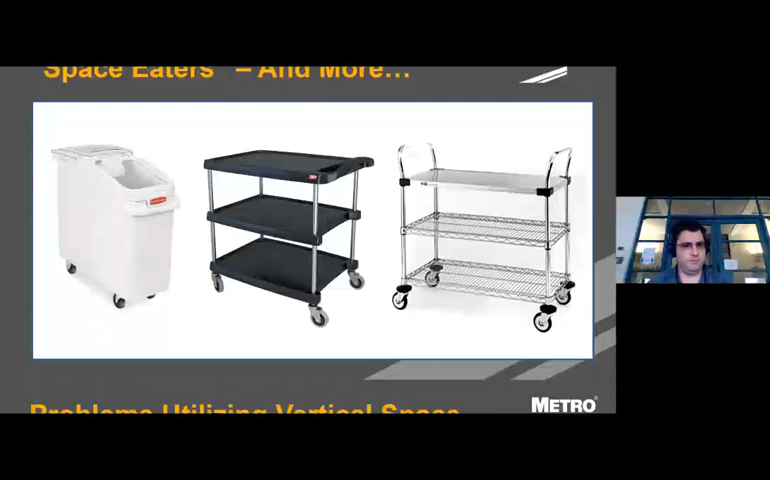 Space Eaters" – And More…
Problems Utilizing Vertical Space
METRO